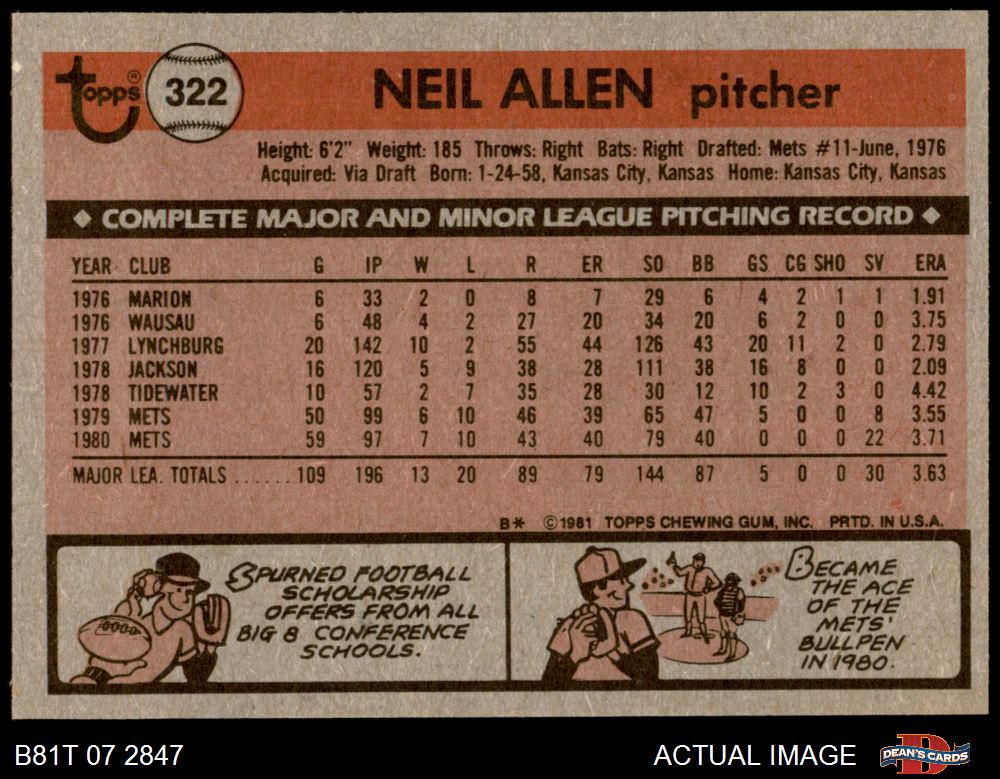 topps® 322 NEIL ALLEN pitcher
Height: 6'2" Weight: 185 Throws: Right Bats: Right Drafted: Mets #11-June, 1976
Acquired: Via Draft Born: 1-24-58, Kansas City, Kansas Home: Kansas City, Kansas
◆ COMPLETE MAJOR AND MINOR LEAGUE PITCHING RECORD ◆
YEAR CLUB G IP W L R ER SO BB GS CG SHO SV ERA
1976 MARION 6 33 2 0 8 7 29 6 4 2 1 1 1.91
1976 WAUSAU 6 48 4 2 27 20 34 20 6 2 0 0 3.75
1977 LYNCHBURG 20 142 10 2 55 44 126 43 20 11 2 0 2.79
1978 JACKSON 16 120 5 9 38 28 111 38 16 8 0 0 2.09
1978 TIDEWATER 10 57 2 7 35 28 30 12 10 2 3 0 4.42
1979 METS 50 99 6 10 46 39 65 47 5 0 0 8 3.55
1980 METS 59 97 7 10 43 40 79 40 0 0 0 22 3.71
MAJOR LEA. TOTALS ...... 109 196 13 20 89 79 144 87 5 0 0 30 3.63
B* ©1981 TOPPS CHEWING GUM, INC. PRTD. IN U.S.A.
SPURNED FOOTBALL
SCHOLARSHIP
OFFERS FROM ALL
BIG 8 CONFERENCE
SCHOOLS.
BECAME
THE ACE
OF THE
METS'
BULLPEN
IN 1980.
B81T 07 2847 ACTUAL IMAGE DEAN'S CARDS